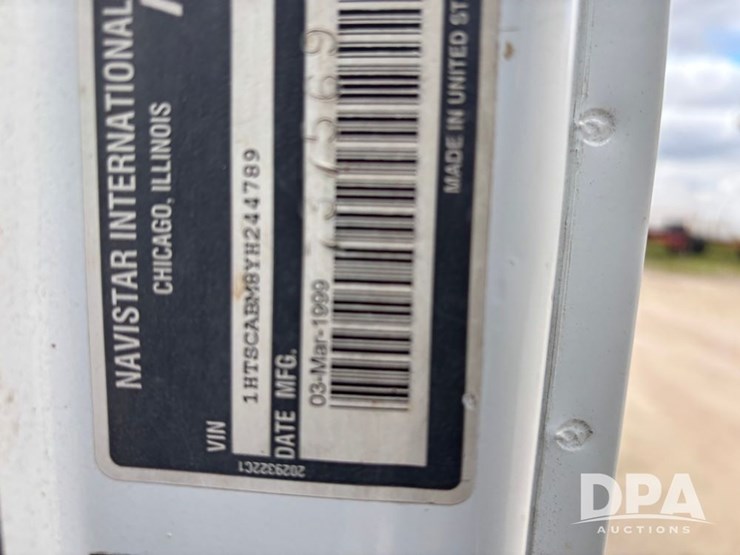 NAVISTAR INTERNATIONAL
CHICAGO, ILLINOIS
VIN
1HTSCABM8YH244789
DATE MFG.
03-Mar-1999
MADE IN UNITED ST
2029322C1
DPA
AUCTIONS